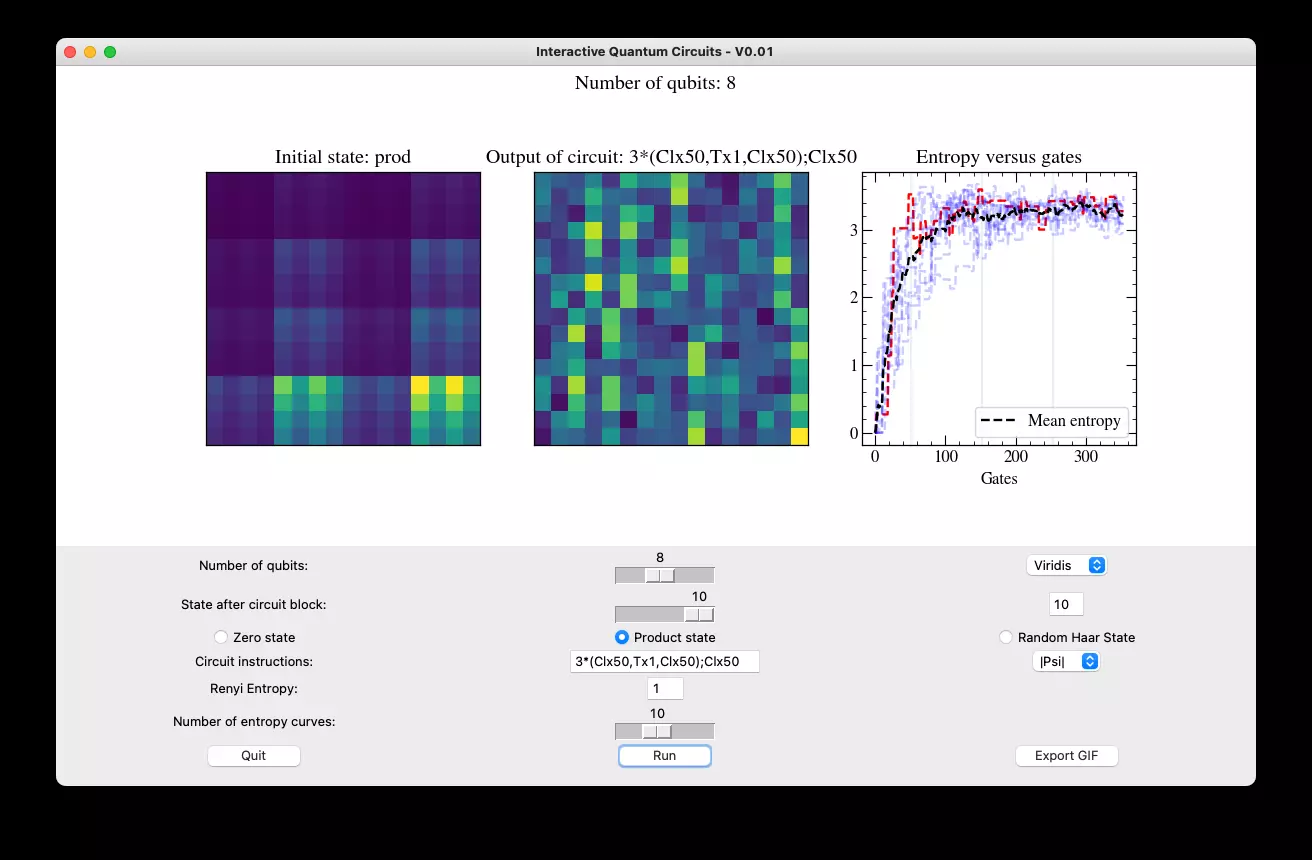 Interactive Quantum Circuits - V0.01
Number of qubits: 8
Initial state: prod
Output of circuit: 3*(Clx50,Tx1,Clx50);Clx50
Entropy versus gates
3
2
1
0
Mean entropy
0 100 200 300
Gates
Number of qubits:
8
Viridis
State after circuit block:
10
10
Zero state
Product state
Random Haar State
Circuit instructions:
3*(Clx50,Tx1,Clx50);Clx50
|Psi|
Renyi Entropy:
1
Number of entropy curves:
10
Quit
Run
Export GIF